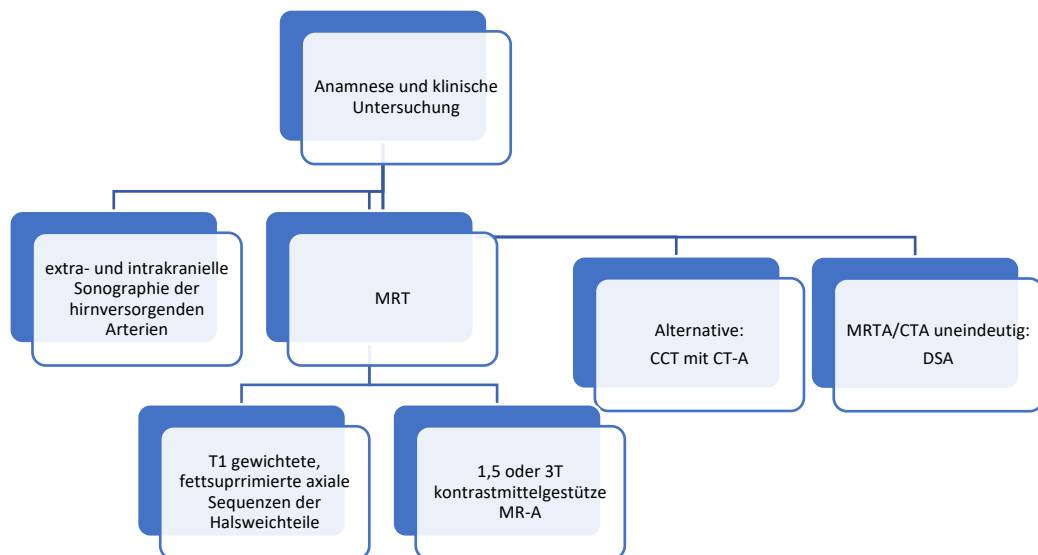 Anamnese und klinische
Untersuchung
extra- und intrakranielle
Sonographie der
hirnversorgenden
Arterien
MRT
Alternative:
CCT mit CT-A
MRTA/CTA uneindeutig:
DSA
T1 gewichtete,
fettsuprimierte axiale
Sequenzen der
Halsweichteile
1,5 oder 3T
kontrastmittelgestütze
MR-A